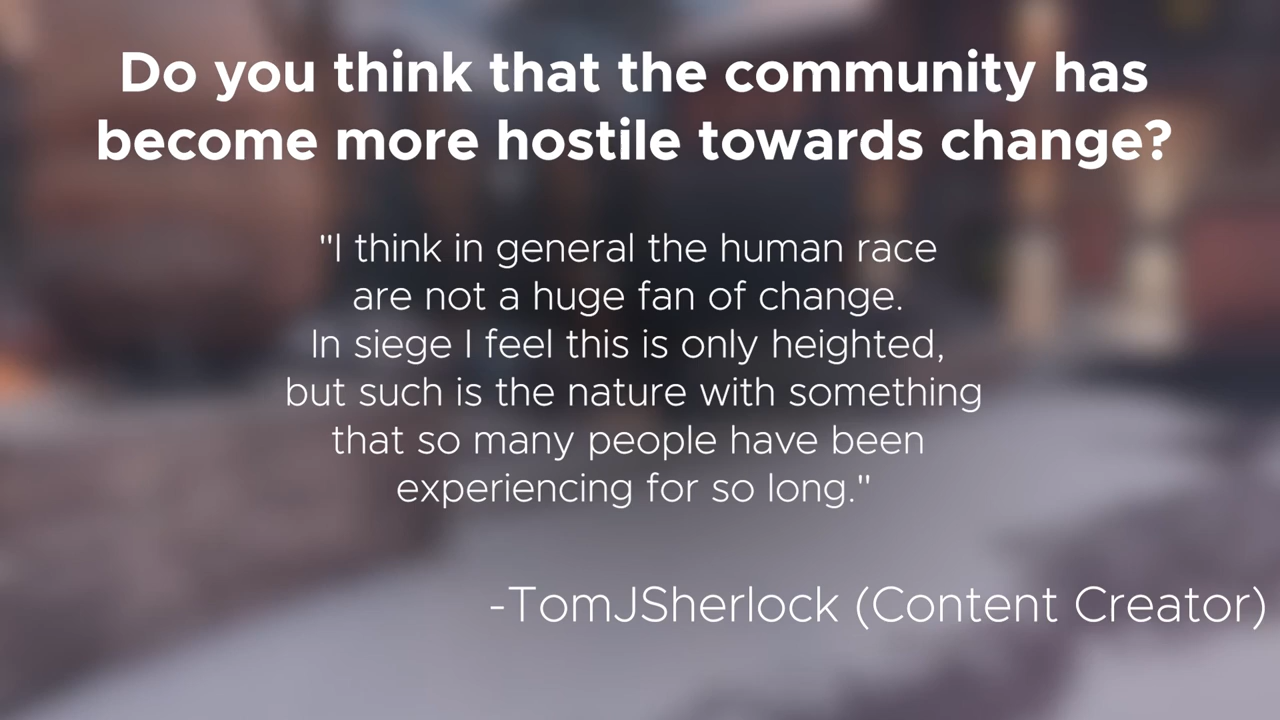 Do you think that the community has
become more hostile towards change?
"I think in general the human race
are not a huge fan of change.
In siege I feel this is only heighted,
but such is the nature with something
that so many people have been
experiencing for so long."
-TomJSherlock (Content Creator)